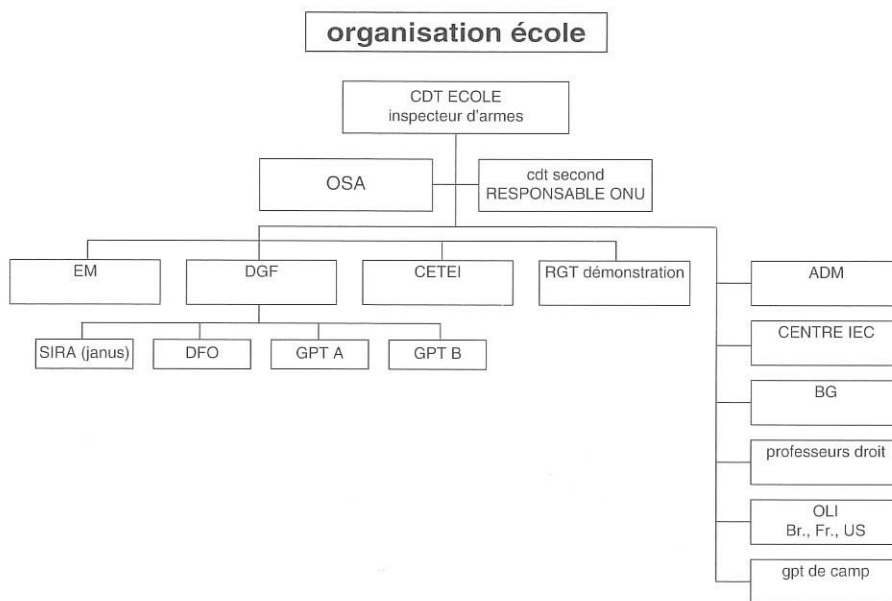 organisation école
CDT ECOLE
inspecteur d'armes
OSA
cdt second
RESPONSABLE ONU
EM
DGF
CETEI
RGT démonstration
SIRA (janus)
DFO
GPT A
GPT B
ADM
CENTRE IEC
BG
professeurs droit
OLI
Br., Fr., US
gpt de camp